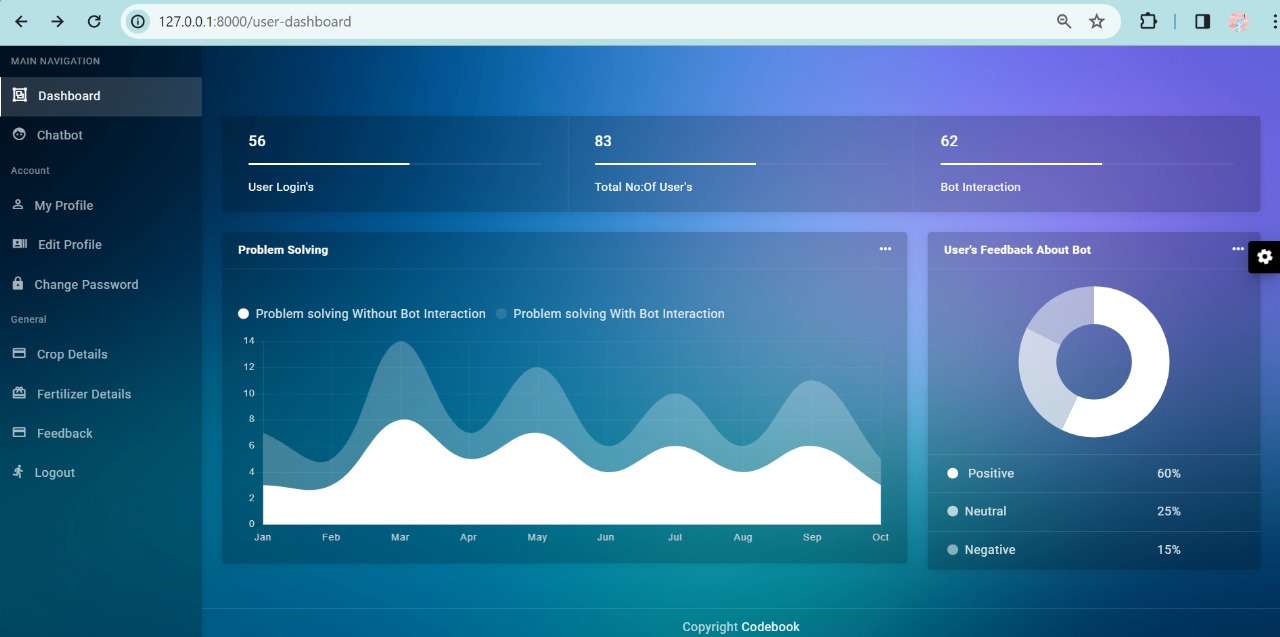 127.0.0.1:8000/user-dashboard
MAIN NAVIGATION
Dashboard
Chatbot
Account
My Profile
Edit Profile
Change Password
General
Crop Details
Fertilizer Details
Feedback
Logout
56
User Login's
83
Total No:Of User's
62
Bot Interaction
Problem Solving
Problem solving Without Bot Interaction
Problem solving With Bot Interaction
14
12
10
8
6
4
2
0
Jan Feb Mar Apr May Jun Jul Aug Sep Oct
User's Feedback About Bot
Positive 60%
Neutral 25%
Negative 15%
Copyright Codebook